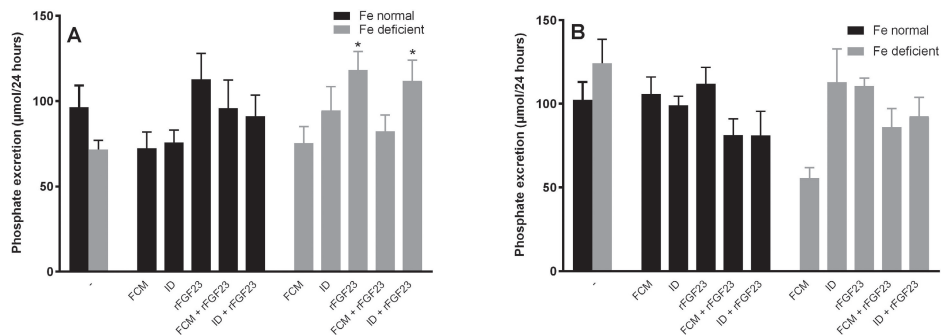 A
Fe normal
Fe deficient
Phosphate excretion (µmol/24 hours)
150
100
50
0
* *
- FCM ID rFGF23 FCM + rFGF23 ID + rFGF23 FCM ID rFGF23 FCM + rFGF23 ID + rFGF23
B
Fe normal
Fe deficient
Phosphate excretion (µmol/24 hours)
150
100
50
0
- FCM ID rFGF23 FCM + rFGF23 ID + rFGF23 FCM ID rFGF23 FCM + rFGF23 ID + rFGF23